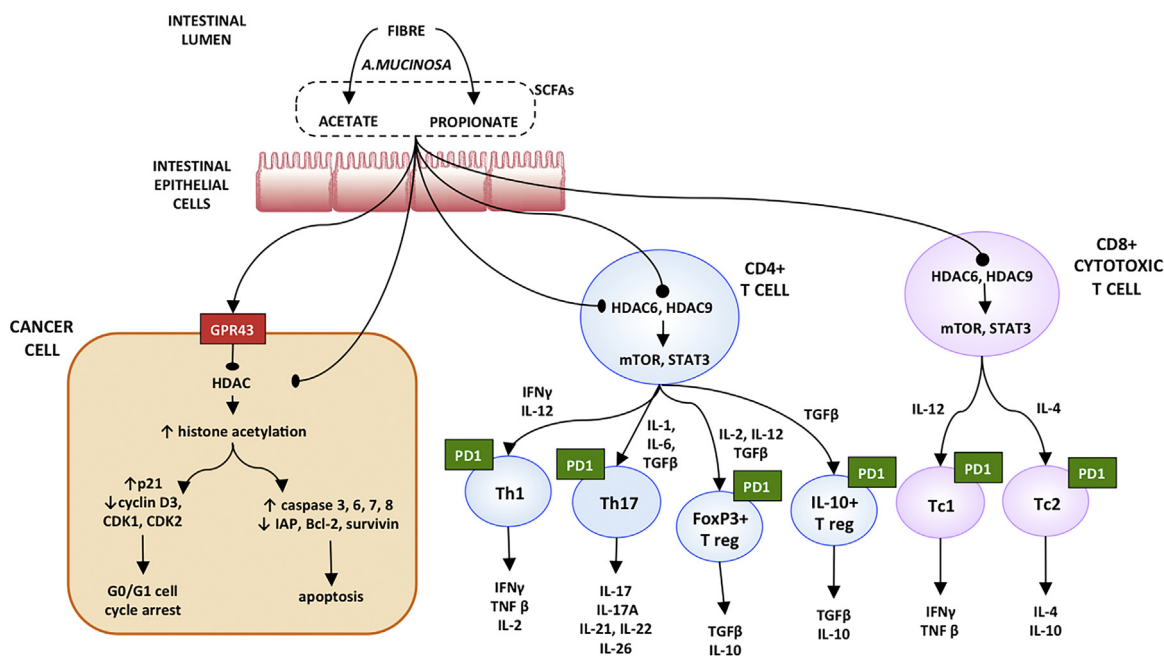 INTESTINAL
LUMEN
FIBRE
A.MUCINOSA
SCFAs
ACETATE
PROPIONATE
INTESTINAL
EPITHELIAL
CELLS
CANCER
CELL
GPR43
HDAC
↑ histone acetylation
↑p21
↓cyclin D3,
CDK1, CDK2
↑ caspase 3, 6, 7, 8
↓ IAP, Bcl-2, survivin
G0/G1 cell
cycle arrest
apoptosis
CD4+
T CELL
HDAC6, HDAC9
mTOR, STAT3
IFNγ
IL-12
IL-1,
IL-6,
TGFβ
IL-2, IL-12
TGFβ
TGFβ
PD1
Th1
PD1
Th17
PD1
FoxP3+
T reg
PD1
IL-10+
T reg
IFNγ
TNF β
IL-2
IL-17
IL-17A
IL-21, IL-22
IL-26
TGFβ
IL-10
TGFβ
IL-10
CD8+
CYTOTOXIC
T CELL
HDAC6, HDAC9
mTOR, STAT3
IL-12
IL-4
PD1
Tc1
PD1
Tc2
IFNγ
TNF β
IL-4
IL-10